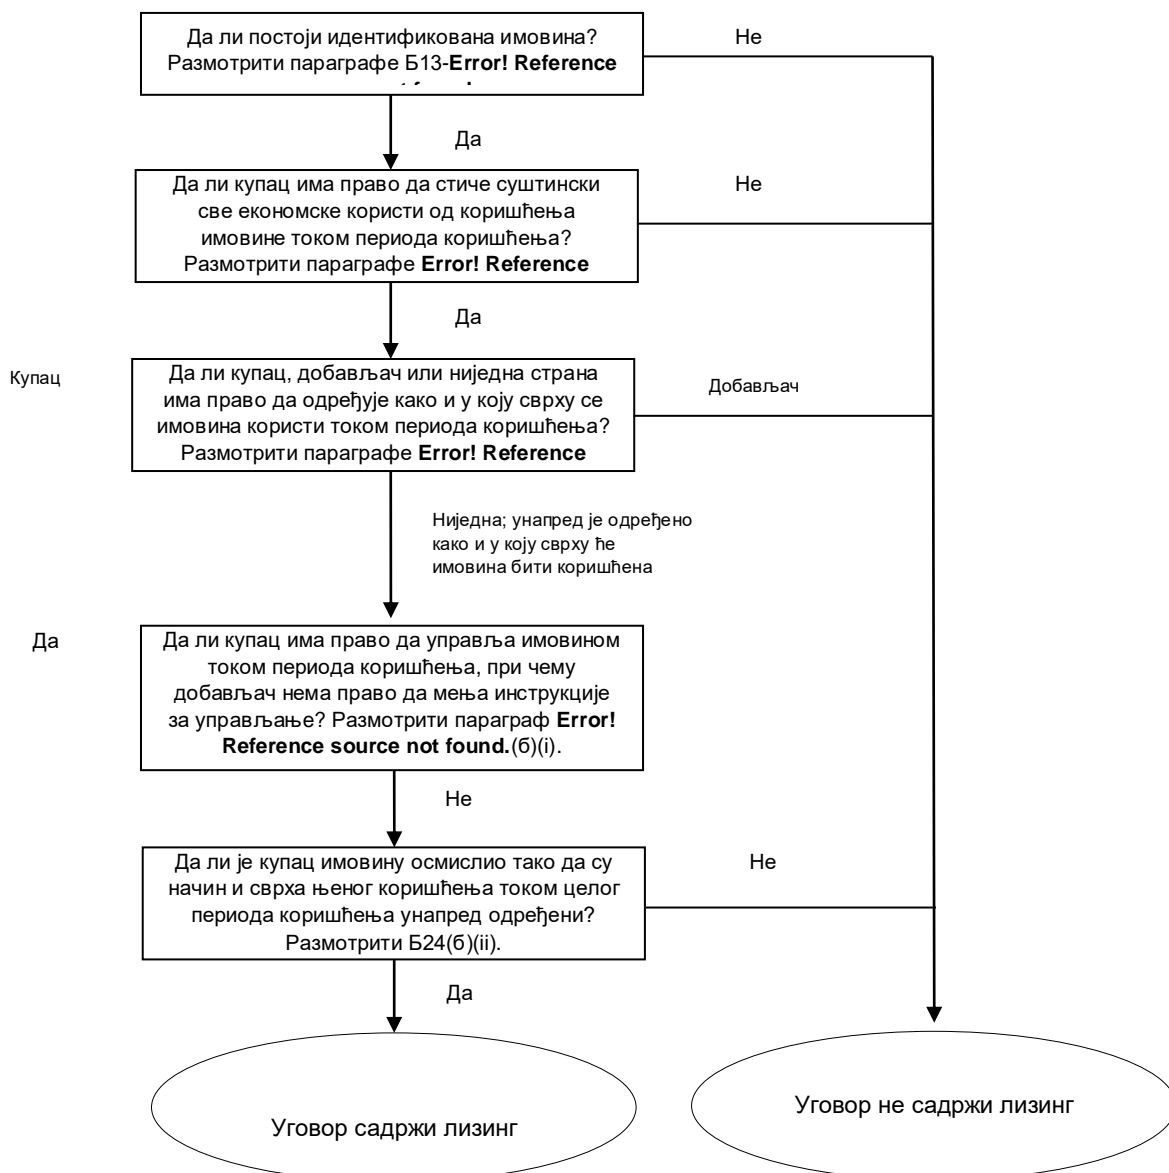 Да ли постоји идентификована имовина?
Размотрити параграфе Б13-Error! Reference
Не
Да
Да ли купац има право да стиче суштински
све економске користи од коришћења
имовине током периода коришћења?
Размотрити параграфе Error! Reference
Не
Да
Купац
Да ли купац, добављач или ниједна страна
има право да одређује како и у коју сврху се
имовина користи током периода коришћења?
Размотрити параграфе Error! Reference
Добављач
Ниједна; унапред је одређено
како и у коју сврху ће
имовина бити коришћена
Да
Да ли купац има право да управља имовином
током периода коришћења, при чему
добављач нема право да мења инструкције
за управљање? Размотрити параграф Error!
Reference source not found.(б)(i).
Не
Да ли је купац имовину осмислио тако да су
начин и сврха њеног коришћења током целог
периода коришћења унапред одређени?
Размотрити Б24(б)(ii).
Не
Да
Уговор садржи лизинг
Уговор не садржи лизинг